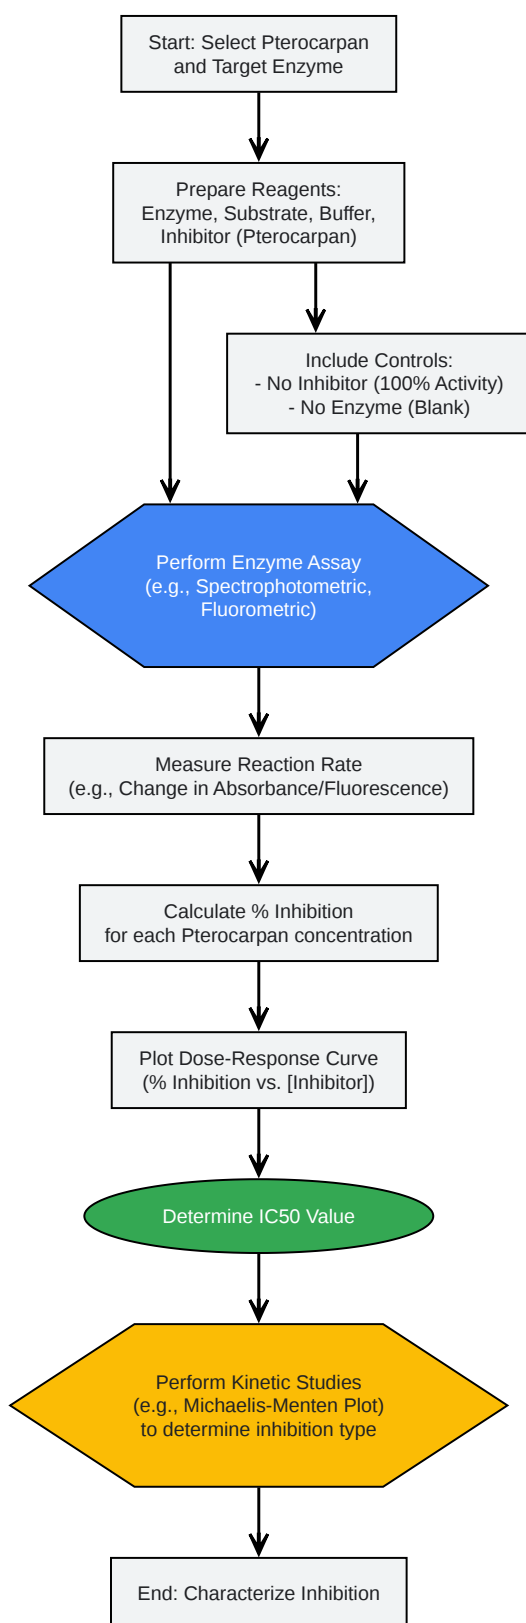 Start: Select Pterocarpan
and Target Enzyme
Prepare Reagents:
Enzyme, Substrate, Buffer,
Inhibitor (Pterocarpan)
Include Controls:
- No Inhibitor (100% Activity)
- No Enzyme (Blank)
Perform Enzyme Assay
(e.g., Spectrophotometric,
Fluorometric)
Measure Reaction Rate
(e.g., Change in Absorbance/Fluorescence)
Calculate % Inhibition
for each Pterocarpan concentration
Plot Dose-Response Curve
(% Inhibition vs. [Inhibitor])
Determine IC50 Value
Perform Kinetic Studies
(e.g., Michaelis-Menten Plot)
to determine inhibition type
End: Characterize Inhibition